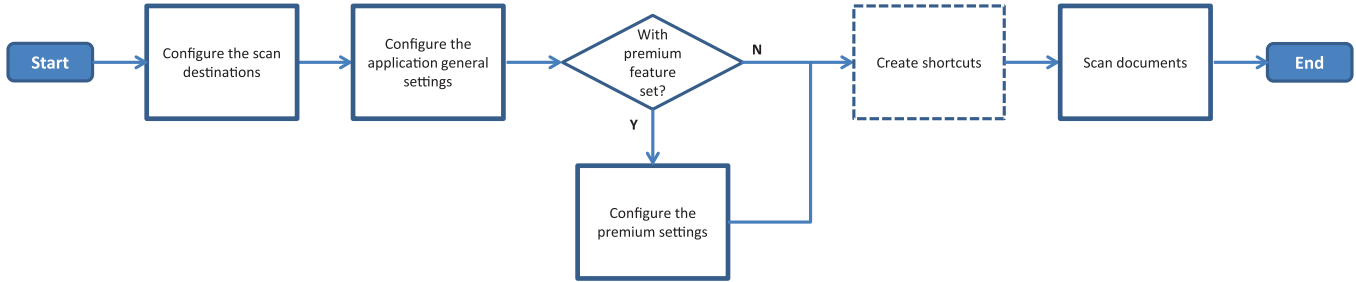 Start
Configure the scan
destinations
Configure the
application general
settings
With
premium
feature
set?
N
Y
Configure the
premium settings
Create shortcuts
Scan documents
End